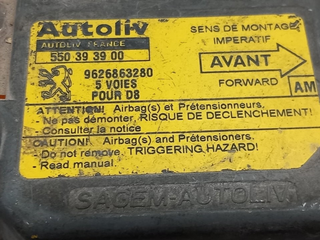 Autoliv
AUTOLIV FRANCE
550 39 39 00
9626863280
5 VOIES
POUR D8
SENS DE MONTAGE
IMPERATIF
AVANT
FORWARD
AM
ATTENTION! Airbag(s) et Prétensionneurs.
- Ne pas démonter, RISQUE DE DECLENCHEMENT!
- Consulter la notice
CAUTION! Airbag(s) and Pretensioners.
- Do not remove, TRIGGERING HAZARD!
- Read manual.
SAGEM-AUTOLIV